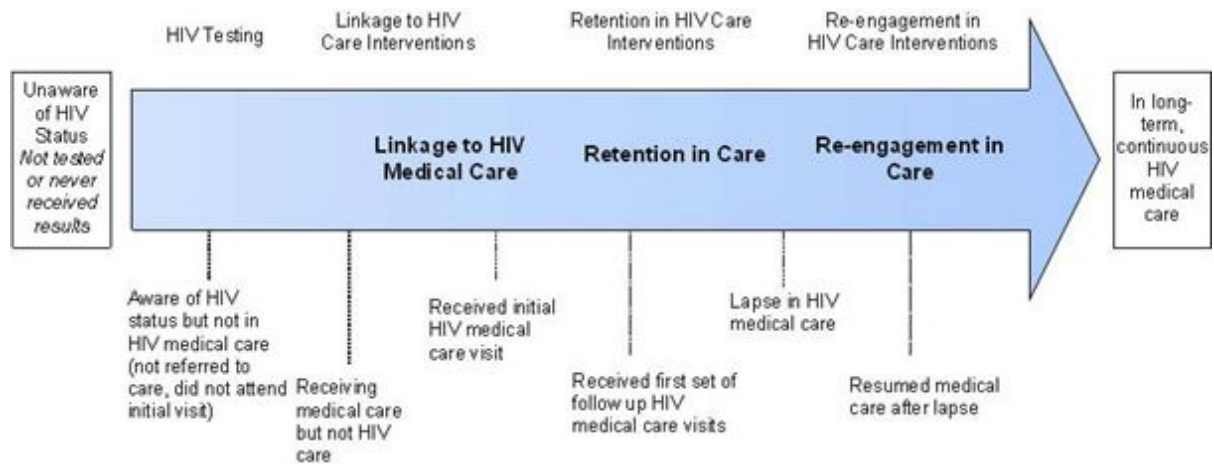 HIV Testing
Linkage to HIV
Care Interventions
Retention in HIV Care
Interventions
Re-engagement in
HIV Care Interventions
Unaware
of HIV
Status
Not tested
or never
received
results
Linkage to HIV
Medical Care
Retention in Care
Re-engagement in
Care
In long-
term,
continuous
HIV
medical
care
Aware of HIV
status but not in
HIV medical care
(not referred to
care, did not attend
initial visit)
Receiving
medical care
but not HIV
care
Received initial
HIV medical
care visit
Received first set of
follow up HIV
medical care visits
Lapse in HIV
medical care
Resumed medical
care after lapse